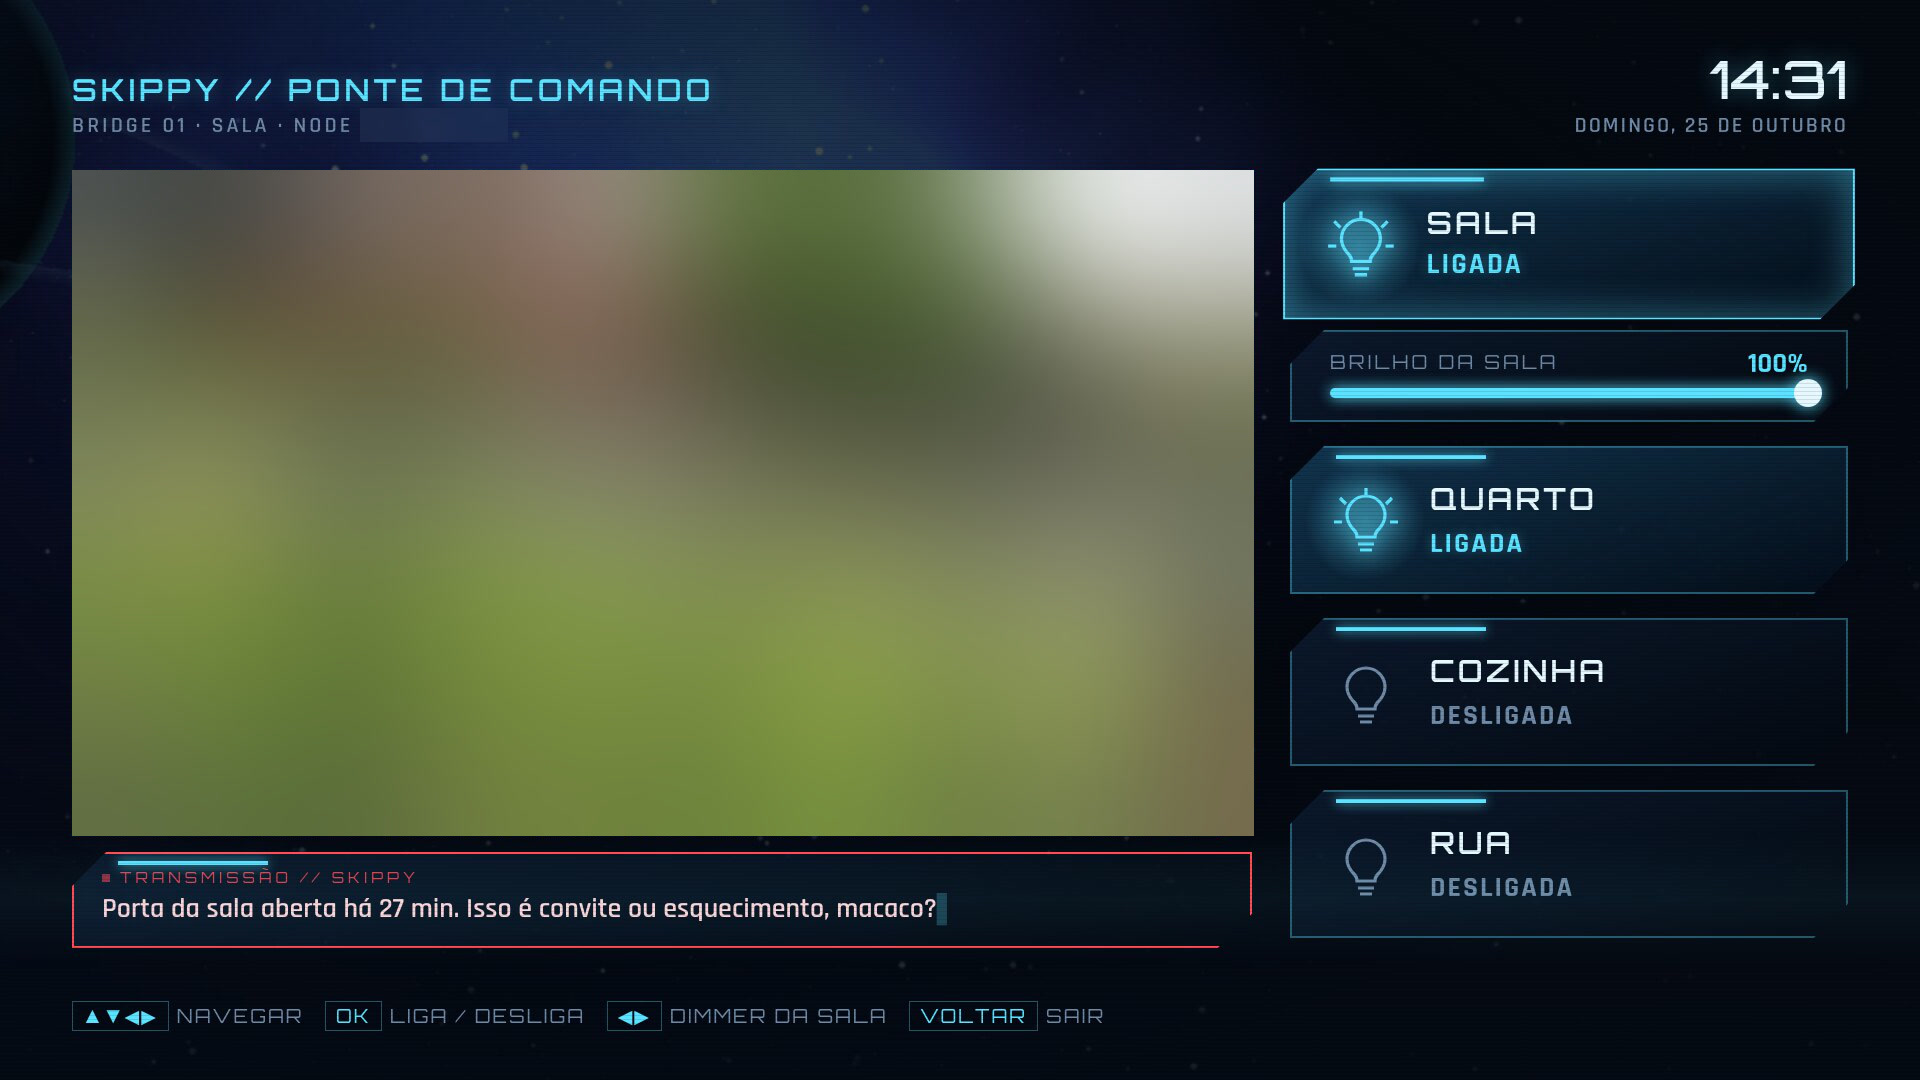 SKIPPY // PONTE DE COMANDO
BRIDGE 01 · SALA · NODE
14:31
DOMINGO, 25 DE OUTUBRO
SALA
LIGADA
BRILHO DA SALA 100%
QUARTO
LIGADA
COZINHA
DESLIGADA
RUA
DESLIGADA
TRANSMISSÃO // SKIPPY
Porta da sala aberta há 27 min. Isso é convite ou esquecimento, macaco?
▲▼◀▶ NAVEGAR OK LIGA / DESLIGA ◀▶ DIMMER DA SALA VOLTAR SAIR